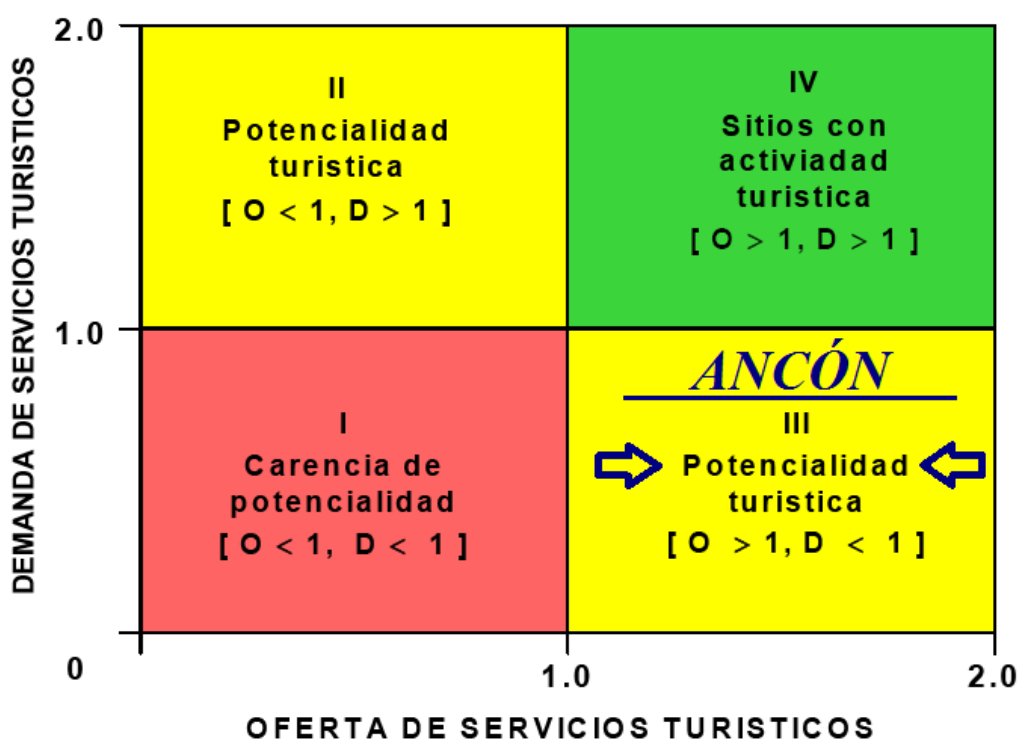 DEMANDA DE SERVICIOS TURISTICOS
2.0
II
Potencialidad
turistica
[ O < 1, D > 1 ]
IV
Sitios con
activiadad
turistica
[ O > 1, D > 1 ]
1.0
I
Carencia de
potencialidad
[ O < 1, D < 1 ]
ANCÓN
III
Potencialidad
turistica
[ O > 1, D < 1 ]
0
1.0
2.0
OFERTA DE SERVICIOS TURISTICOS